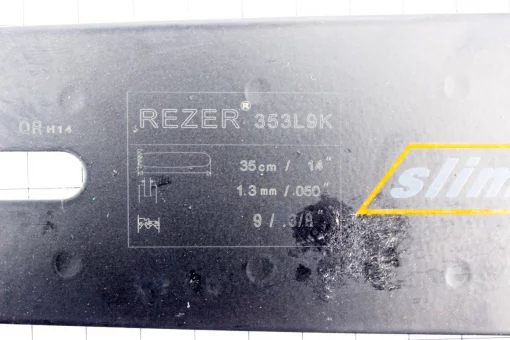 REZER® 353L9K
QR H14
35cm / 14"
1.3 mm / .050"
9 / .3/8"
slim